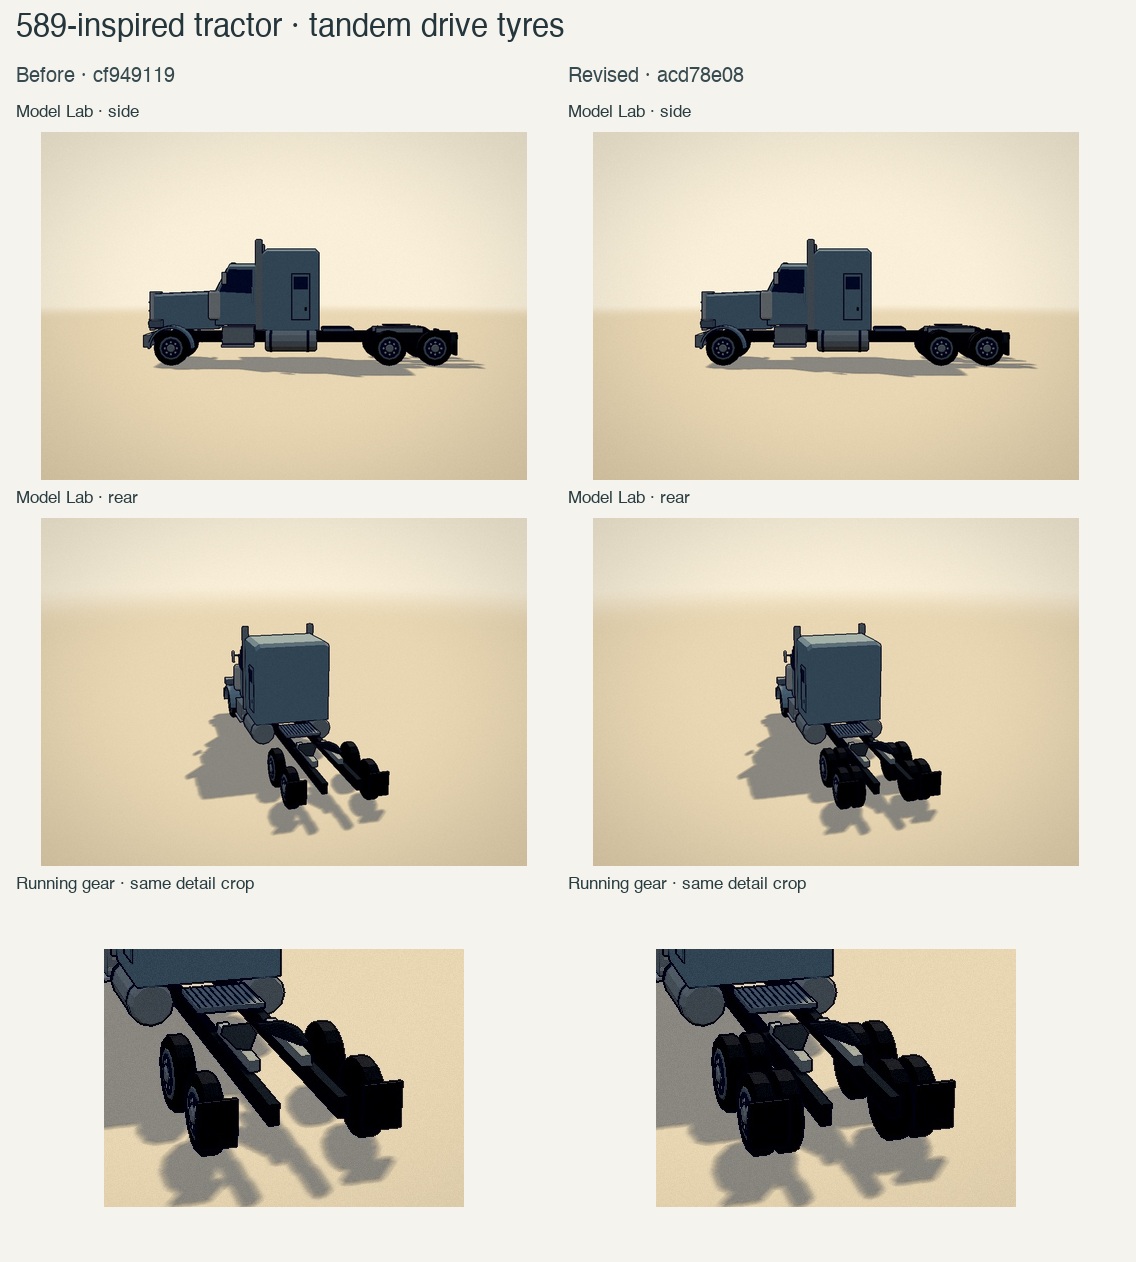 589-inspired tractor · tandem drive tyres
Before · cf949119
Revised · acd78e08
Model Lab · side
Model Lab · side
Model Lab · rear
Model Lab · rear
Running gear · same detail crop
Running gear · same detail crop